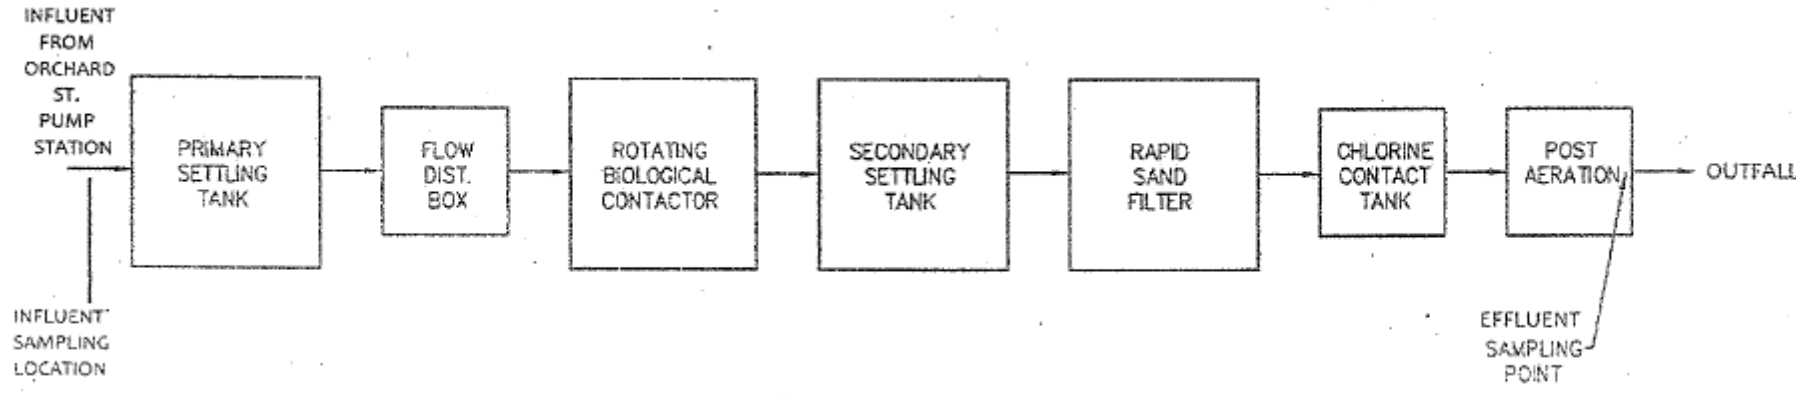 INFLUENT
FROM
ORCHARD
ST.
PUMP
STATION
INFLUENT
SAMPLING
LOCATION
PRIMARY
SETTLING
TANK
FLOW
DIST.
BOX
ROTATING
BIOLOGICAL
CONTACTOR
SECONDARY
SETTLING
TANK
RAPID
SAND
FILTER
CHLORINE
CONTACT
TANK
POST
AERATION
OUTFALL
EFFLUENT
SAMPLING
POINT